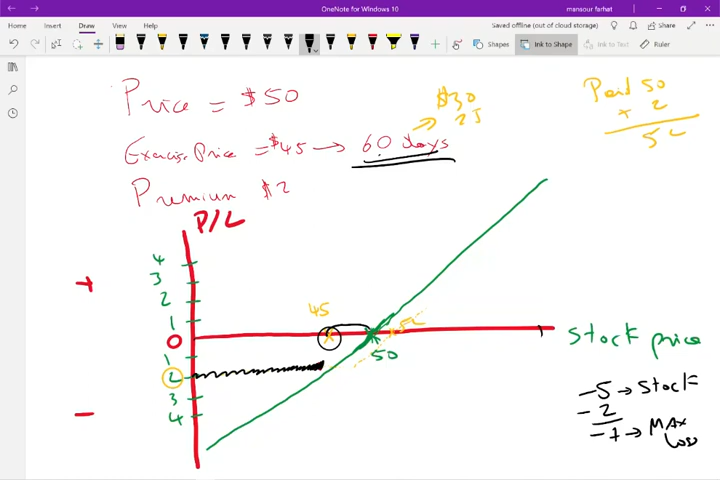 OneNote for Windows 10
mansour farhat
Home
Insert
Draw
View
Saved offline (out of cloud storage)
Share
Shapes
Ink to Shape
Ink to Text
Ruler
Price = $50
$30
25
Paid 50
+ 2
52
Exercise Price = $45 → 60 days
Premium $2
P/L
4
3
2
1
0
1
2
3
4
+
−
45
52
50
Stock price
-5 → Stock
-2
-7 → MAX
Loss